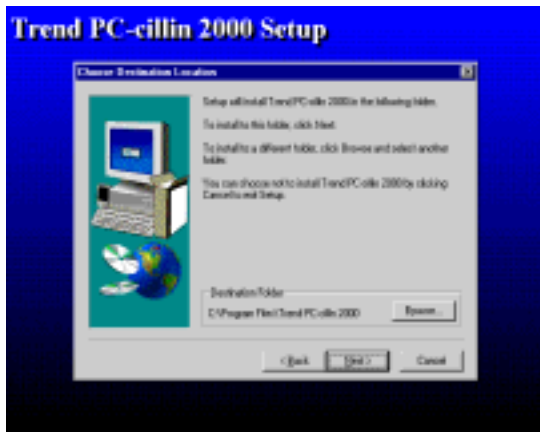 Trend PC-cillin 2000 Setup
Choose Destination Location
Setup will install Trend PC-cillin 2000 in the following folder.
To install to this folder, click Next.
To install to a different folder, click Browse and select another
folder.
You can choose not to install Trend PC-cillin 2000 by clicking
Cancel to exit Setup.
Destination Folder
C:\Program Files\Trend PC-cillin 2000
Browse...
< Back
Next >
Cancel